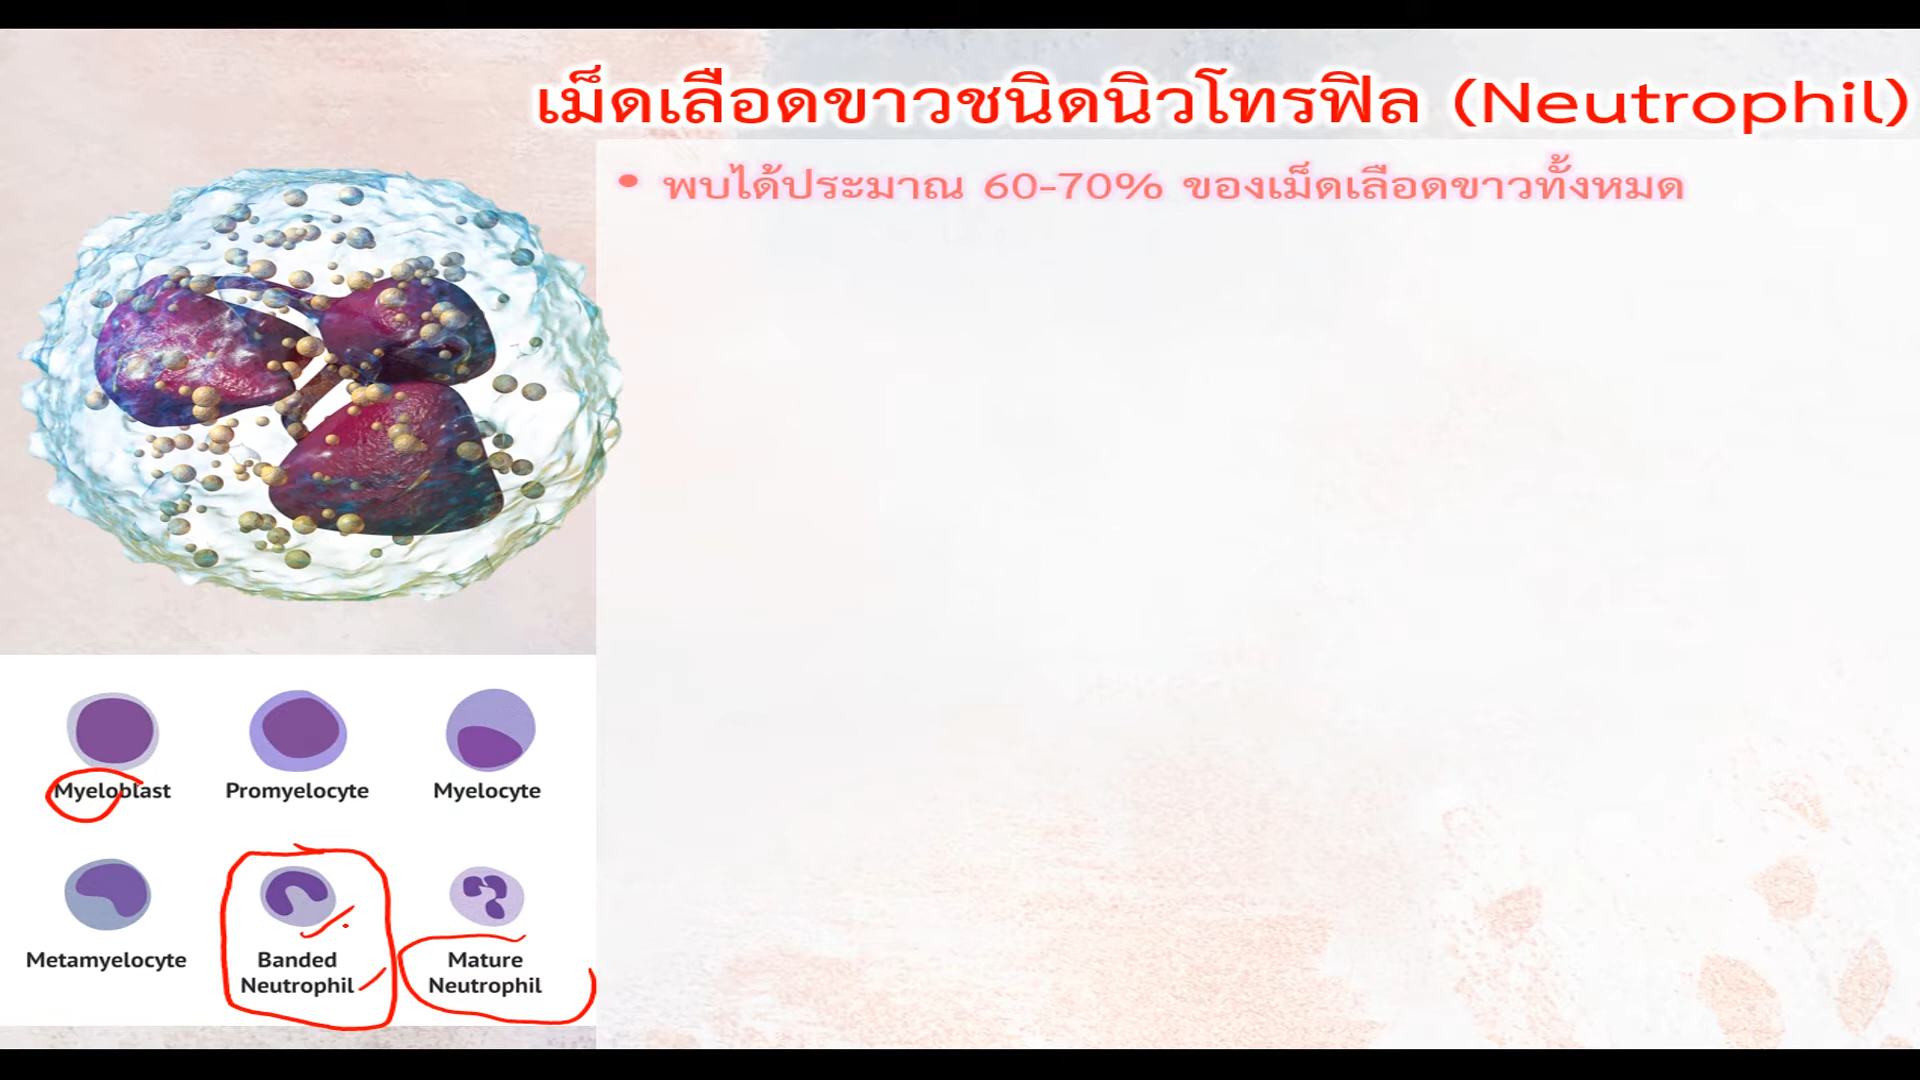 เม็ดเลือดขาวชนิดนิวโทรฟิล (Neutrophil)
• พบได้ประมาณ 60-70% ของเม็ดเลือดขาวทั้งหมด
Myeloblast
Promyelocyte
Myelocyte
Metamyelocyte
Banded
Neutrophil
Mature
Neutrophil